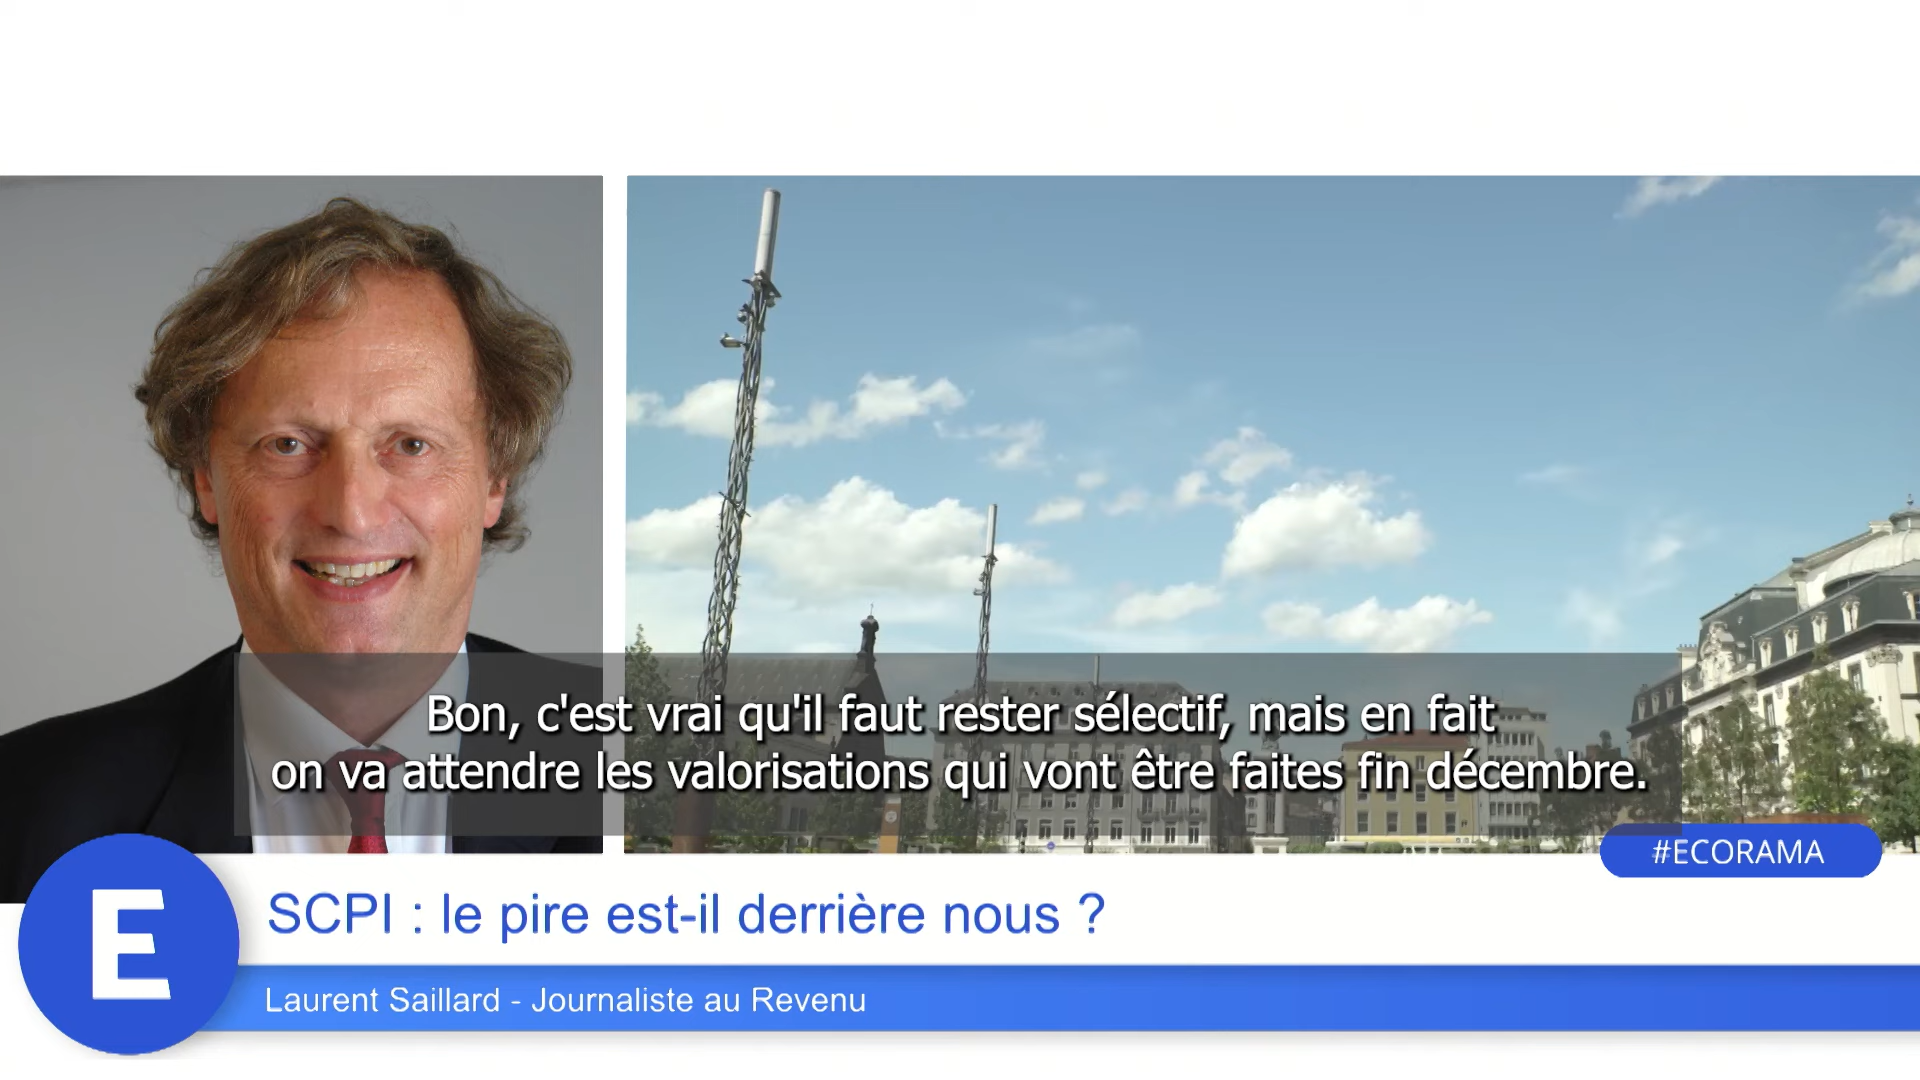 Bon, c'est vrai qu'il faut rester sélectif, mais en fait
on va attendre les valorisations qui vont être faites fin décembre.
#ECORAMA
E
SCPI : le pire est-il derrière nous ?
Laurent Saillard - Journaliste au Revenu